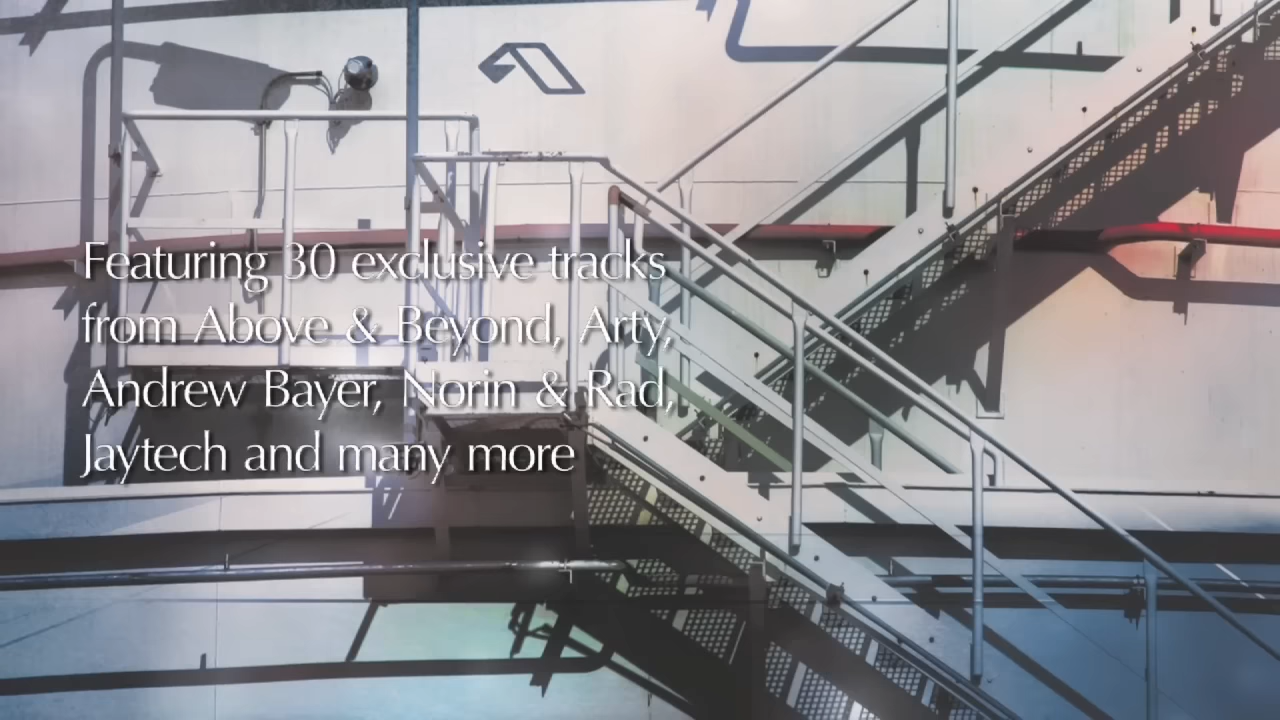 Featuring 30 exclusive tracks
from Above & Beyond, Arty,
Andrew Bayer, Norin & Rad,
Jaytech and many more